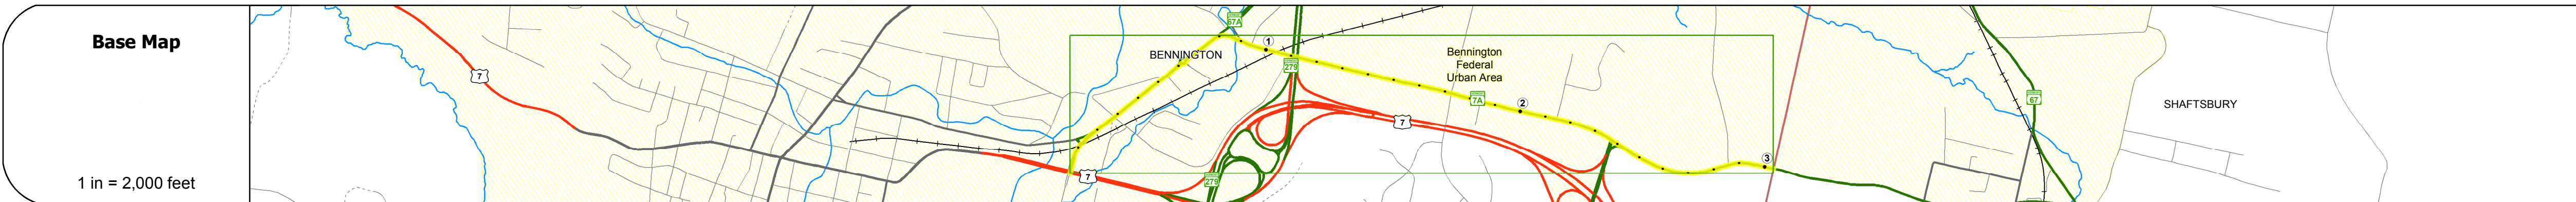 Base Map
1 in = 2,000 feet
7
BENNINGTON
67A
1
279
Bennington
Federal
Urban Area
7A
2
7
3
7
279
67
SHAFTSBURY